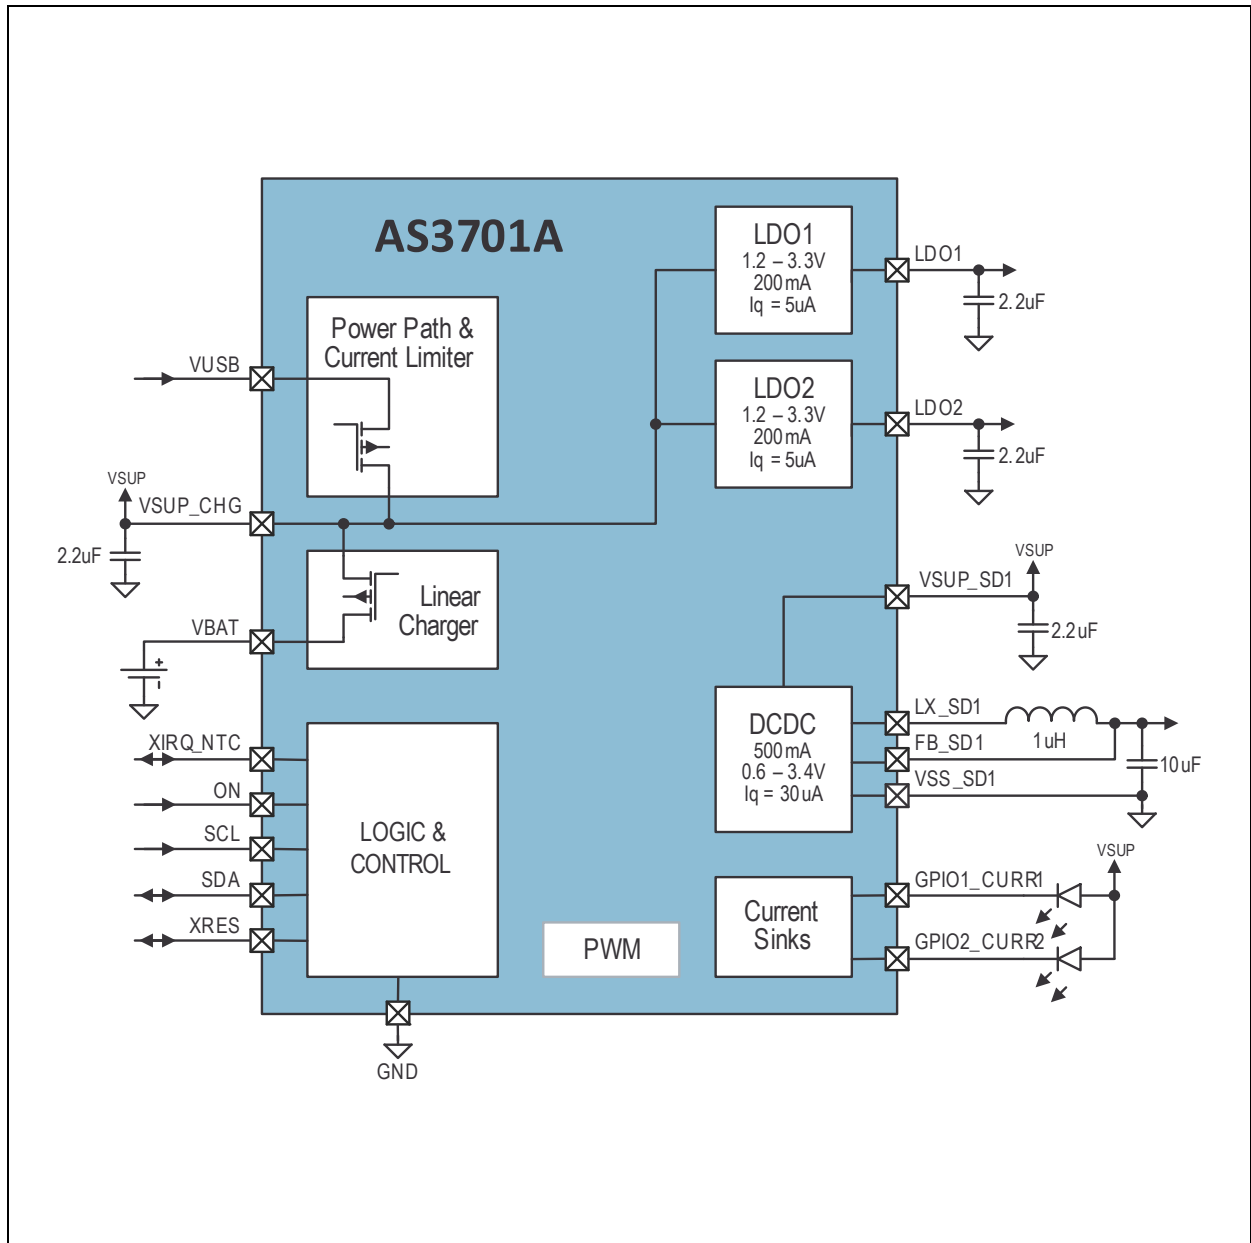 AS3701A
LDO1
1.2 – 3.3V
200mA
Iq = 5uA
LDO1
2.2uF
Power Path &
Current Limiter
VUSB
LDO2
1.2 – 3.3V
200mA
Iq = 5uA
LDO2
2.2uF
VSUP
VSUP_CHG
2.2uF
Linear
Charger
VBAT
+
-
VSUP
VSUP_SD1
2.2uF
DCDC
500mA
0.6 – 3.4V
Iq = 30uA
LX_SD1
1uH
FB_SD1
10uF
VSS_SD1
XIRQ_NTC
ON
SCL
SDA
XRES
LOGIC &
CONTROL
GND
PWM
Current
Sinks
VSUP
GPIO1_CURR1
GPIO2_CURR2